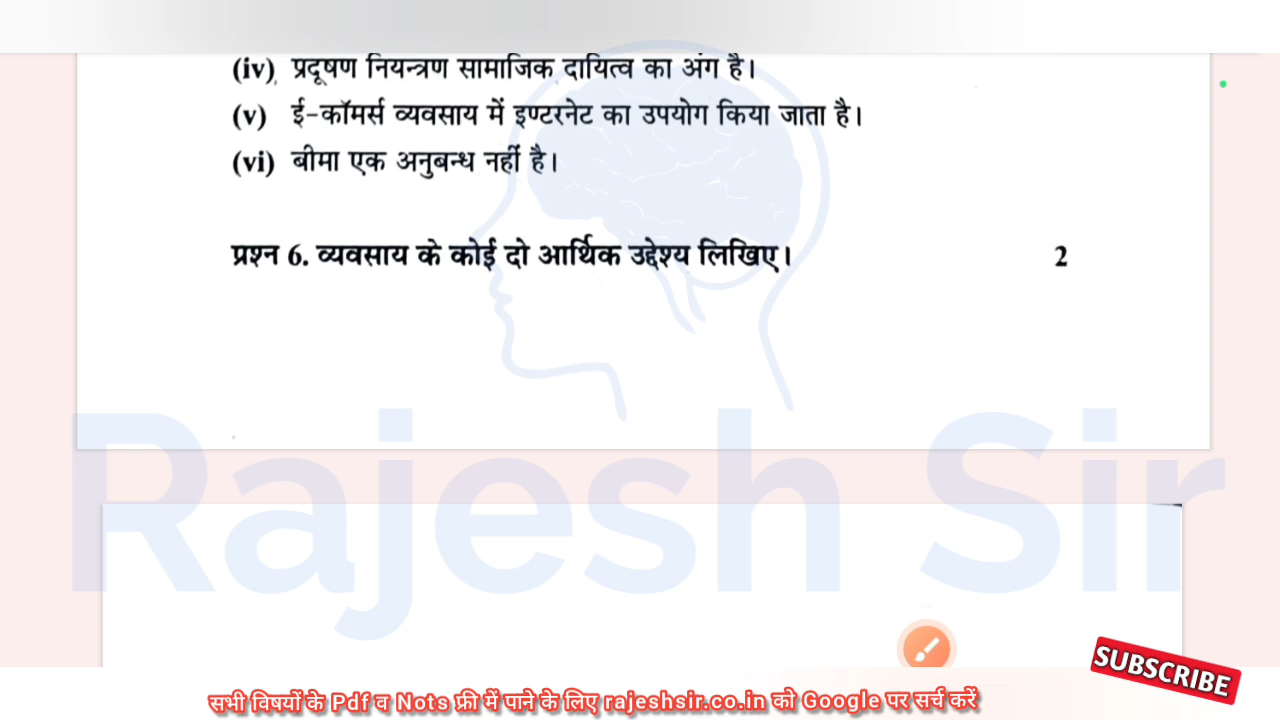 (iv) प्रदूषण नियन्त्रण सामाजिक दायित्व का अंग है।
(v) ई-कॉमर्स व्यवसाय में इण्टरनेट का उपयोग किया जाता है।
(vi) बीमा एक अनुबन्ध नहीं है।
प्रश्न 6. व्यवसाय के कोई दो आर्थिक उद्देश्य लिखिए। 2
Rajesh Sir
SUBSCRIBE
सभी विषयों के Pdf व Nots फ्री में पाने के लिए rajeshsir.co.in को Google पर सर्च करें